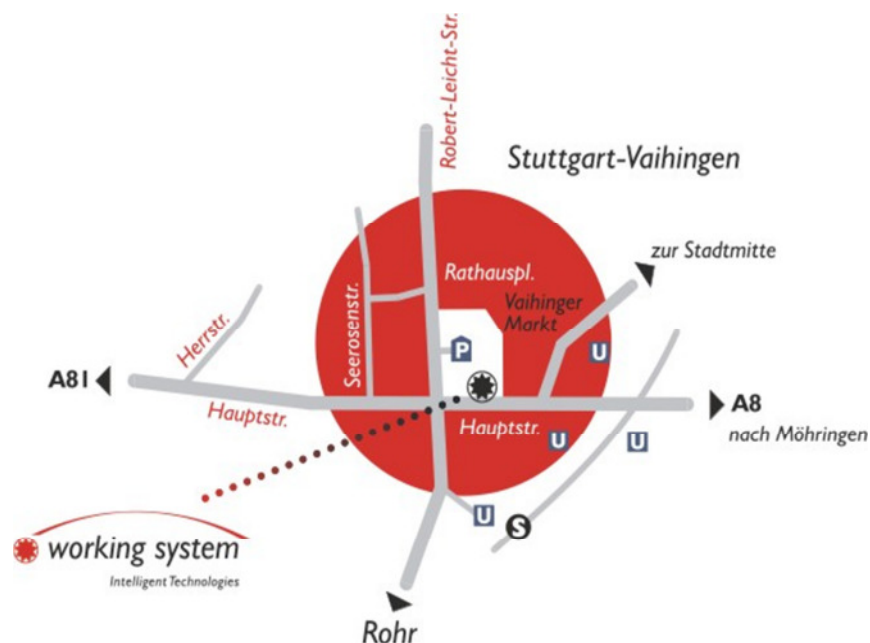 Robert-Leicht-Str.
Stuttgart-Vaihingen
zur Stadtmitte
Rathauspl.
Vaihinger
Markt
Seerosenstr.
Herrstr.
P
U
A81
Hauptstr.
Hauptstr.
A8
nach Möhringen
U
U
U
S
working system
Intelligent Technologies
Rohr